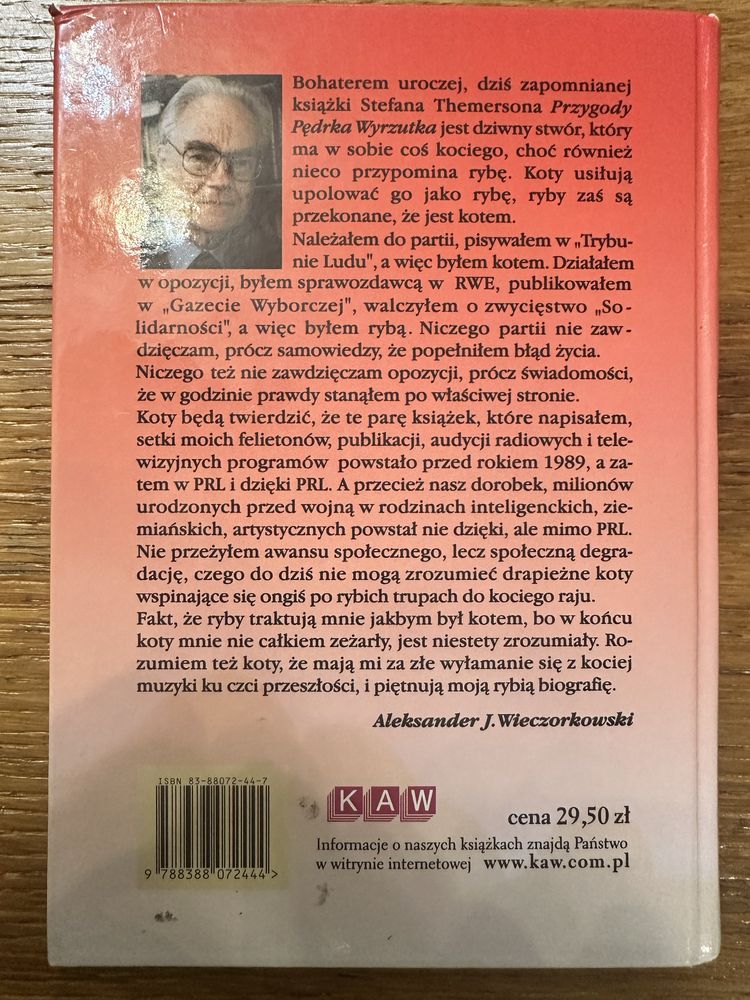 Bohaterem uroczej, dziś zapomnianej
książki Stefana Themersona Przygody
Pędrka Wyrzutka jest dziwny stwór, który
ma w sobie coś kociego, choć również
nieco przypomina rybę. Koty usiłują
upolować go jako rybę, ryby zaś są
przekonane, że jest kotem.
Należałem do partii, pisywałem w „Trybu-
nie Ludu", a więc byłem kotem. Działałem
w opozycji, byłem sprawozdawcą w RWE, publikowałem
w „Gazecie Wyborczej", walczyłem o zwycięstwo „So-
lidarności", a więc byłem rybą. Niczego partii nie zaw-
dzięczam, prócz samowiedzy, że popełniłem błąd życia.
Niczego też nie zawdzięczam opozycji, prócz świadomości,
że w godzinie prawdy stanąłem po właściwej stronie.
Koty będą twierdzić, że te parę książek, które napisałem,
setki moich felietonów, publikacji, audycji radiowych i tele-
wizyjnych programów powstało przed rokiem 1989, a za-
tem w PRL i dzięki PRL. A przecież nasz dorobek, milionów
urodzonych przed wojną w rodzinach inteligenckich, zie-
miańskich, artystycznych powstał nie dzięki, ale mimo PRL.
Nie przeżyłem awansu społecznego, lecz społeczną degra-
dację, czego do dziś nie mogą zrozumieć drapieżne koty
wspinające się ongiś po rybich trupach do kociego raju.
Fakt, że ryby traktują mnie jakbym był kotem, bo w końcu
koty mnie nie całkiem zeżarły, jest niestety zrozumiały. Ro-
zumiem też koty, że mają mi za złe wyłamanie się z kociej
muzyki ku czci przeszłości, i piętnują moją rybią biografię.
Aleksander J. Wieczorkowski
ISBN 83-88072-44-7
9 788388 072444 >
KAW
cena 29,50 zł
Informacje o naszych książkach znajdą Państwo
w witrynie internetowej www.kaw.com.pl